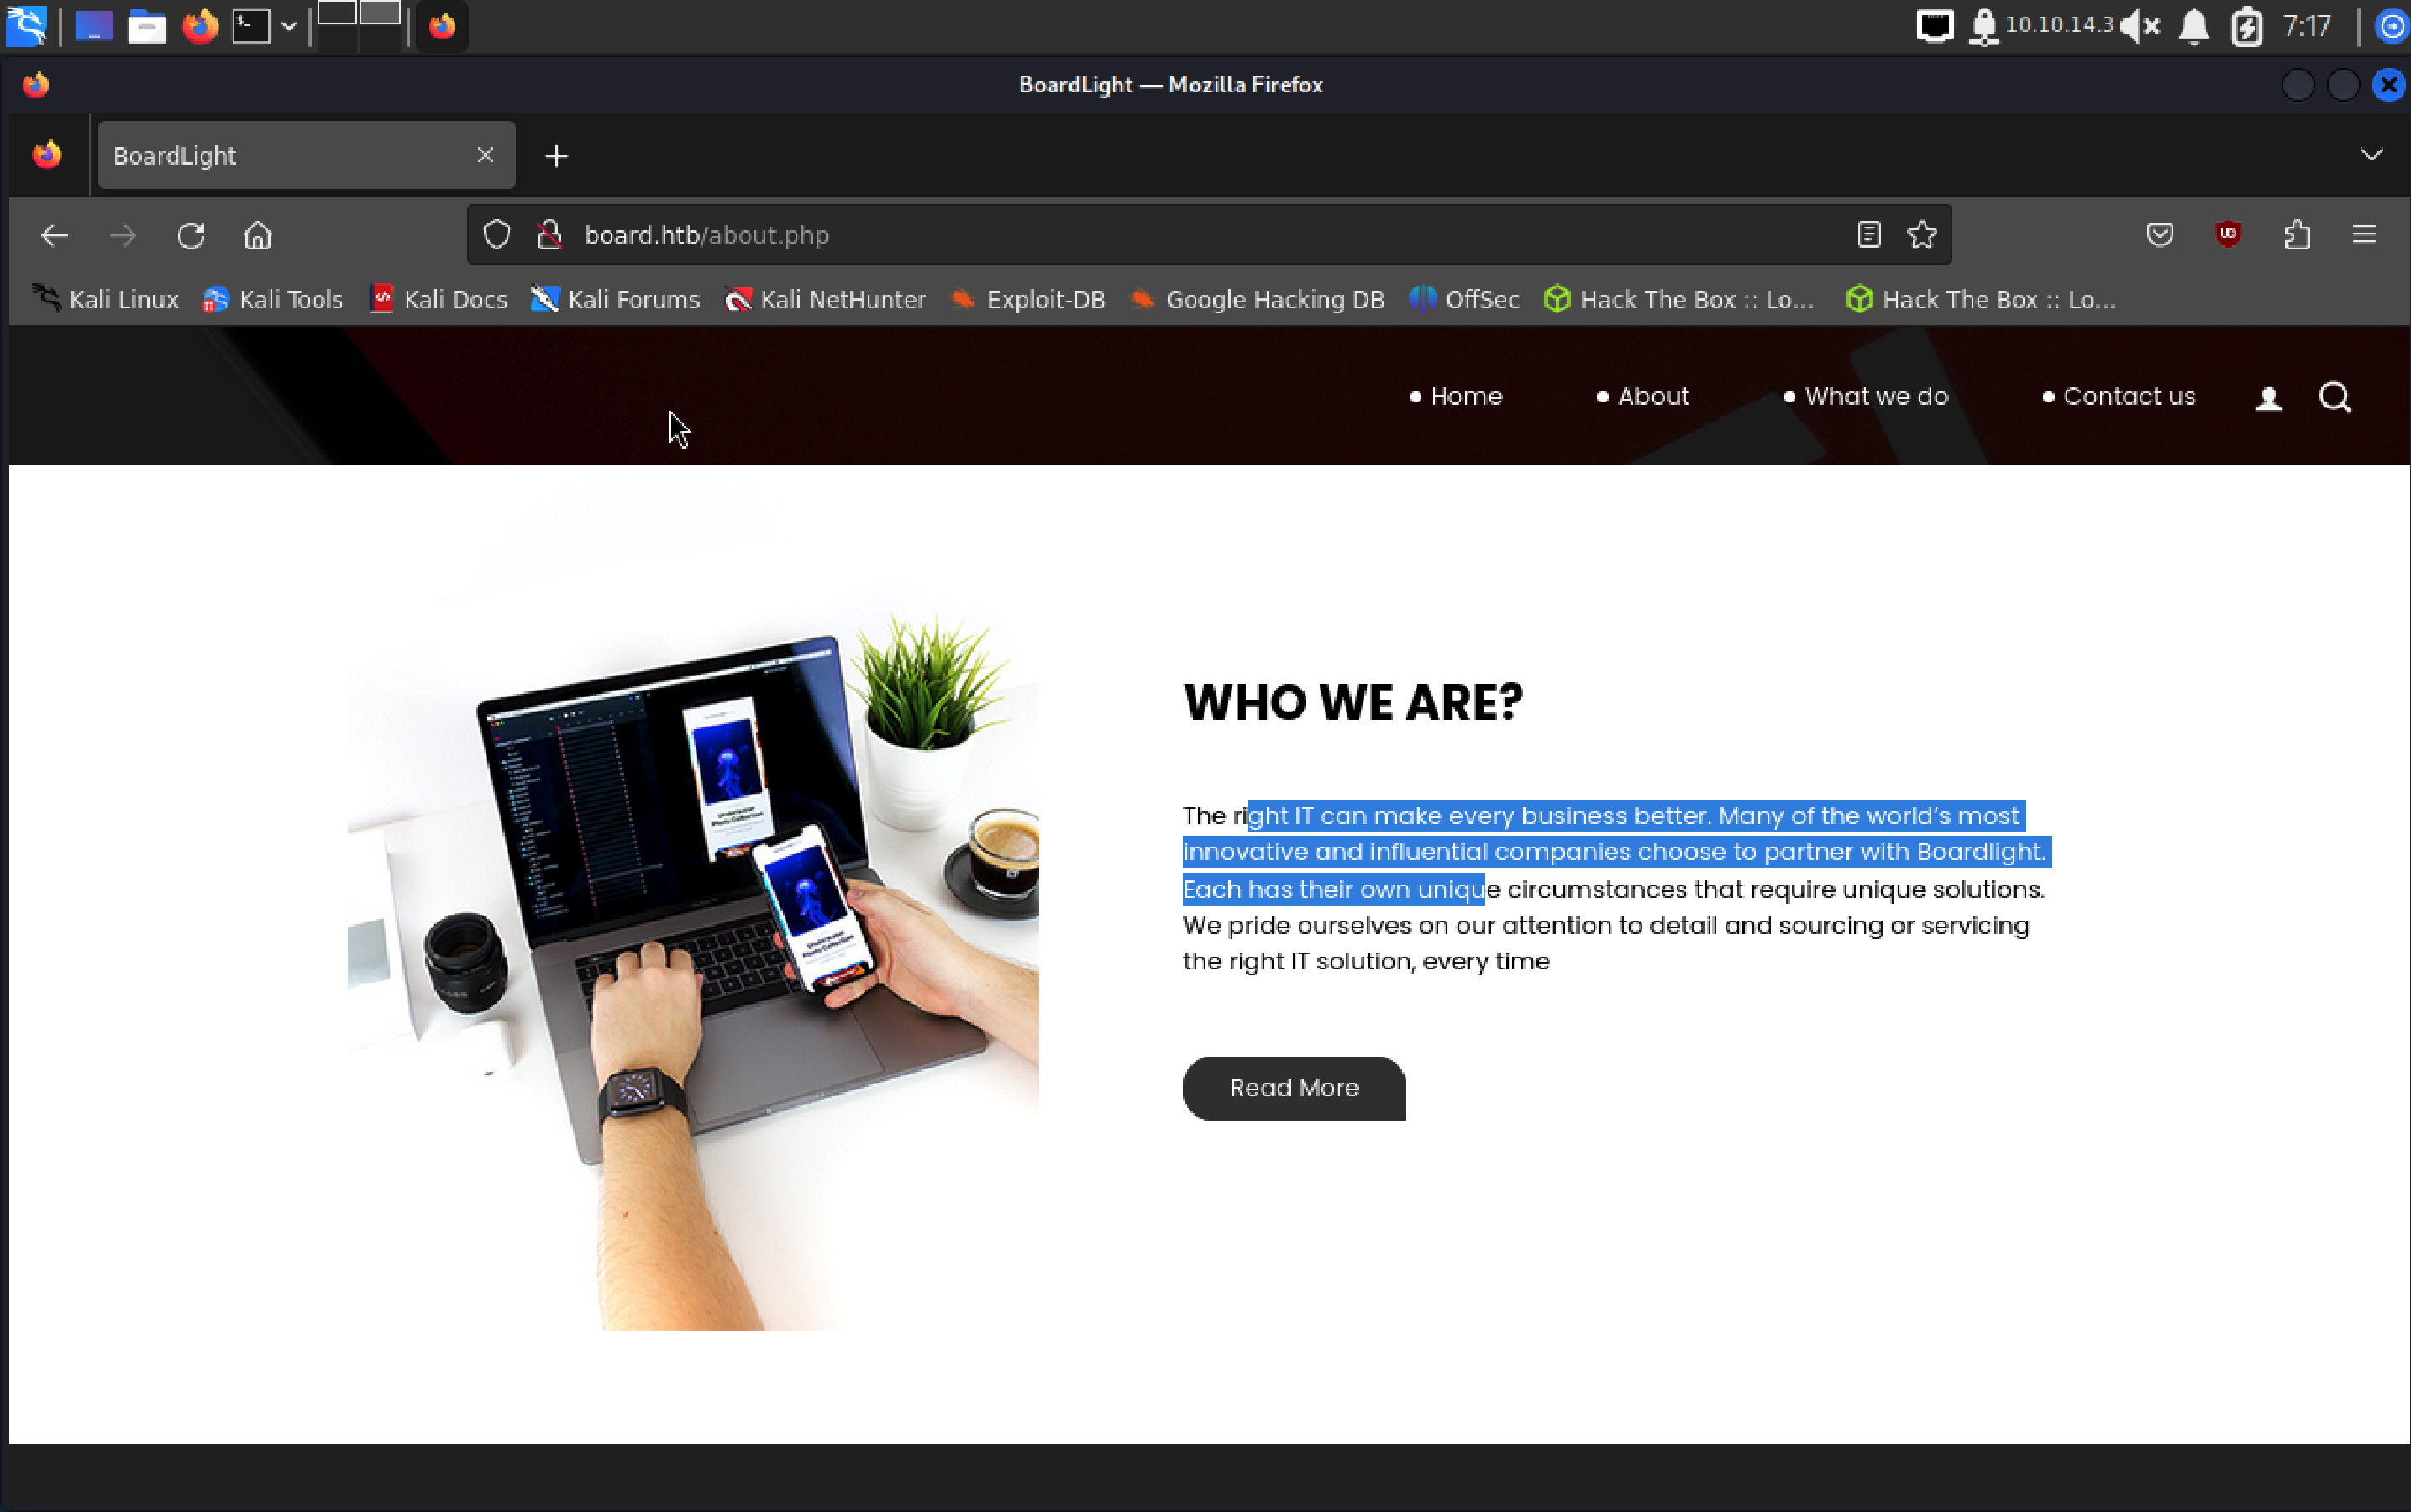 10.10.14.3
7:17
BoardLight — Mozilla Firefox
BoardLight
board.htb/about.php
Kali Linux Kali Tools Kali Docs Kali Forums Kali NetHunter Exploit-DB Google Hacking DB OffSec Hack The Box :: Lo... Hack The Box :: Lo...
Home About What we do Contact us
WHO WE ARE?
The right IT can make every business better. Many of the world’s most
innovative and influential companies choose to partner with Boardlight.
Each has their own unique circumstances that require unique solutions.
We pride ourselves on our attention to detail and sourcing or servicing
the right IT solution, every time
Read More